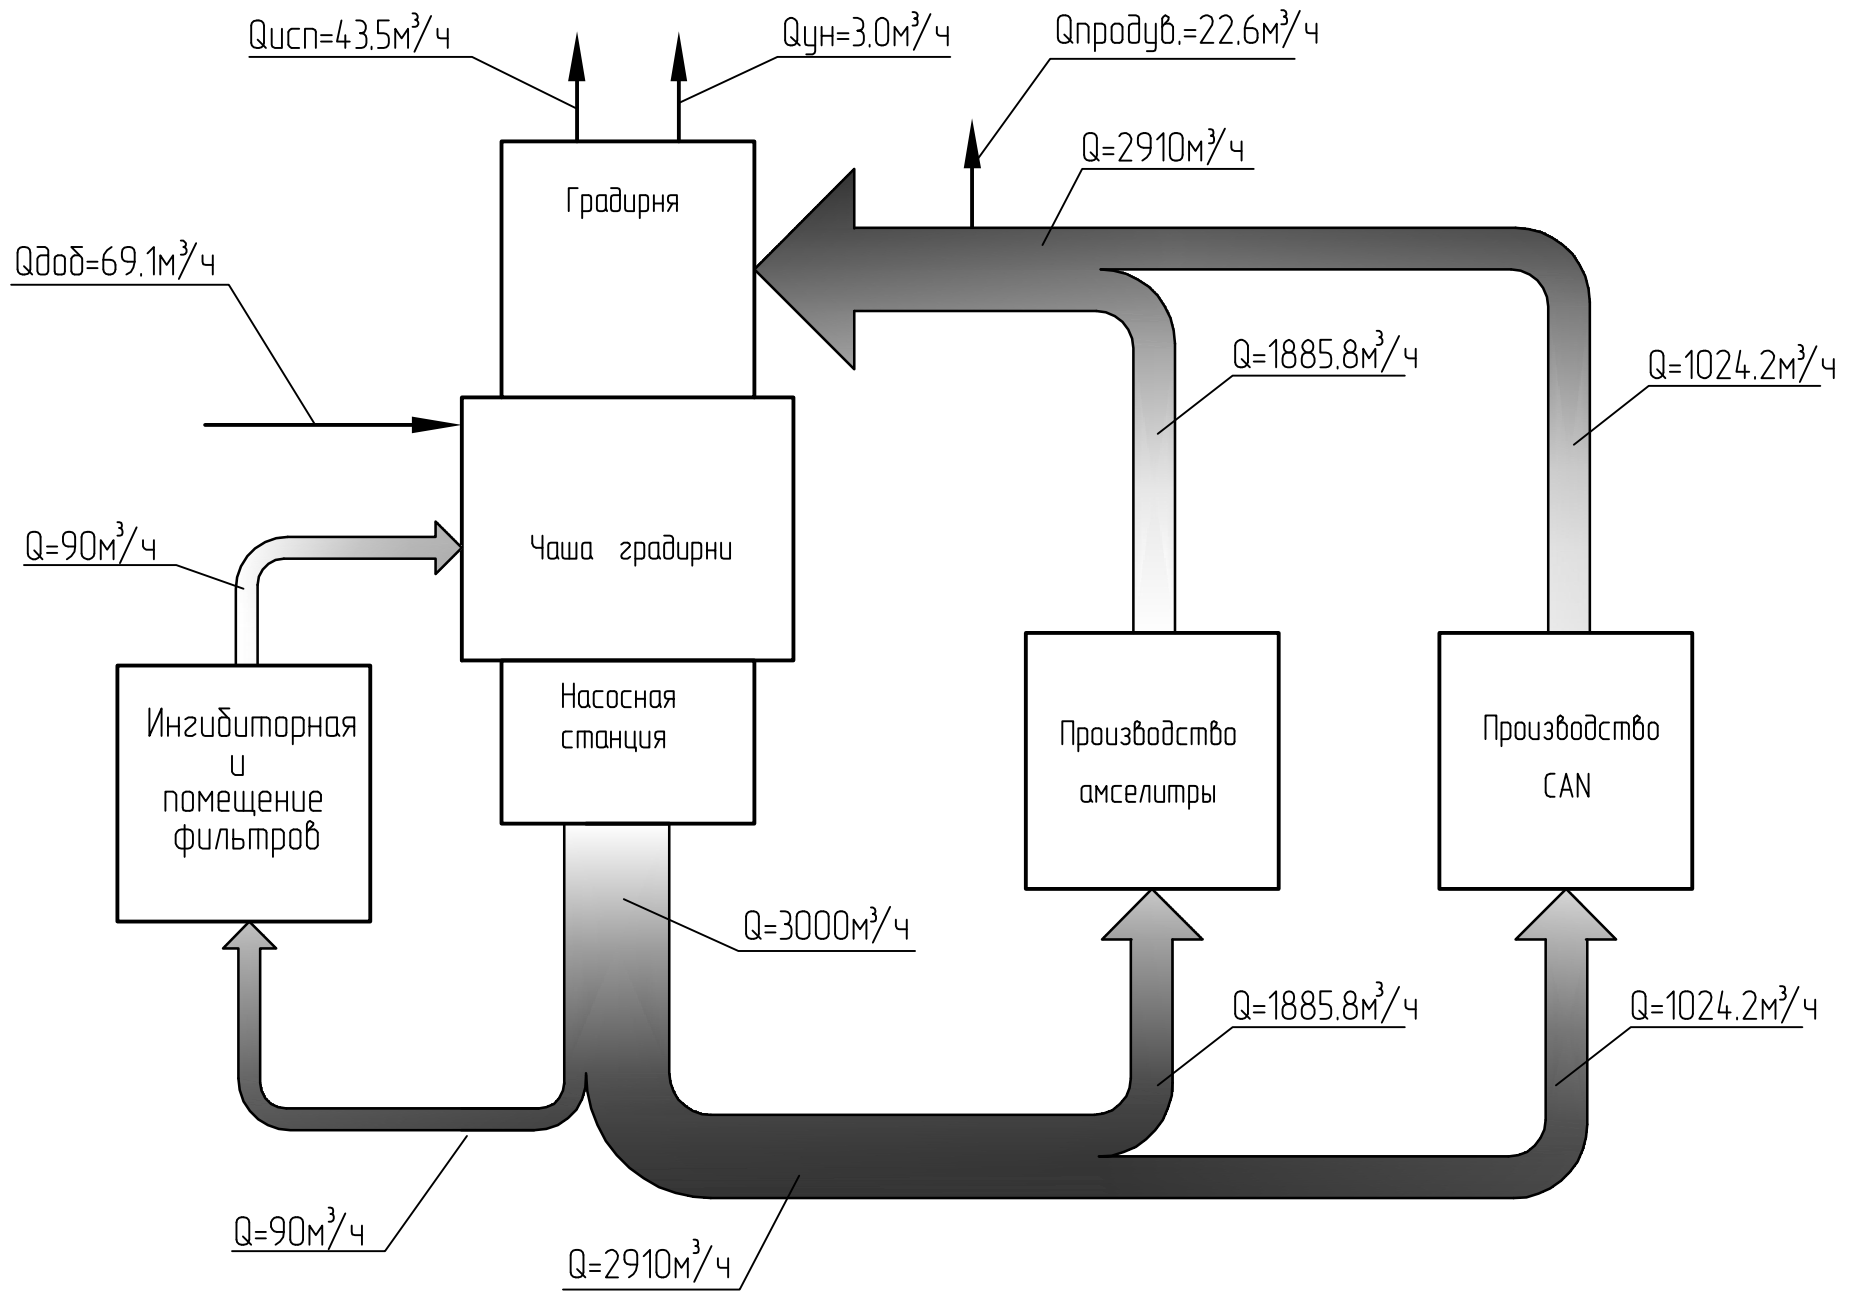 Qисп=43.5м³/ч
Qун=3.0м³/ч
Qпродув.=22.6м³/ч
Q=2910м³/ч
Градирня
Qдоб=69.1м³/ч
Q=1885.8м³/ч
Q=1024.2м³/ч
Q=90м³/ч
Чаша градирни
Насосная
станция
Ингибиторная
и
помещение
фильтров
Производство
амселитры
Производство
CAN
Q=3000м³/ч
Q=1885.8м³/ч
Q=1024.2м³/ч
Q=90м³/ч
Q=2910м³/ч